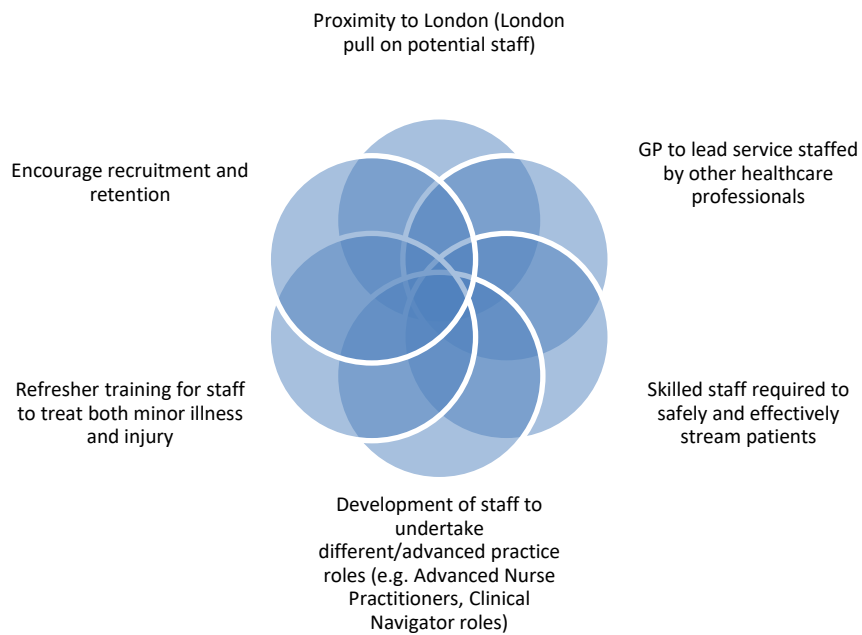 Proximity to London (London
pull on potential staff)
GP to lead service staffed
by other healthcare
professionals
Skilled staff required to
safely and effectively
stream patients
Development of staff to
undertake
different/advanced practice
roles (e.g. Advanced Nurse
Practitioners, Clinical
Navigator roles)
Refresher training for staff
to treat both minor illness
and injury
Encourage recruitment and
retention